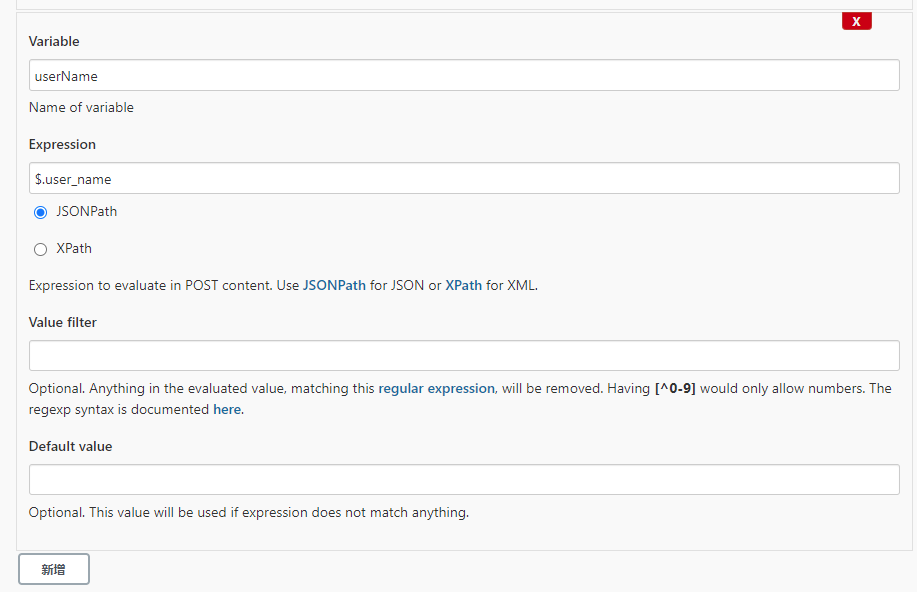 X
Variable
userName
Name of variable
Expression
$.user_name
JSONPath
XPath
Expression to evaluate in POST content. Use JSONPath for JSON or XPath for XML.
Value filter
Optional. Anything in the evaluated value, matching this regular expression, will be removed. Having [^0-9] would only allow numbers. The
regexp syntax is documented here.
Default value
Optional. This value will be used if expression does not match anything.
新增